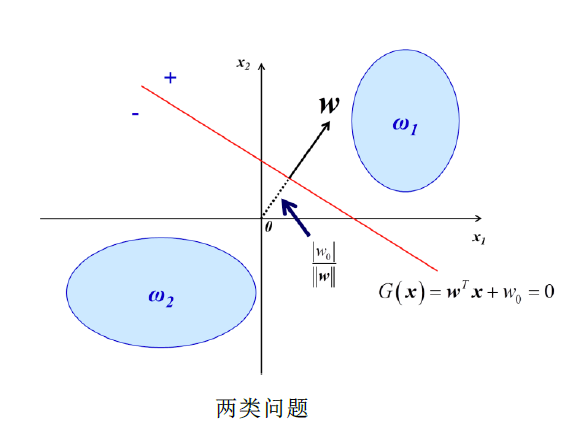 x₂
+
-
w
ω₁
0
x₁
|w₀|
‖w‖
ω₂
G(x) = wᵀx + w₀ = 0
两类问题